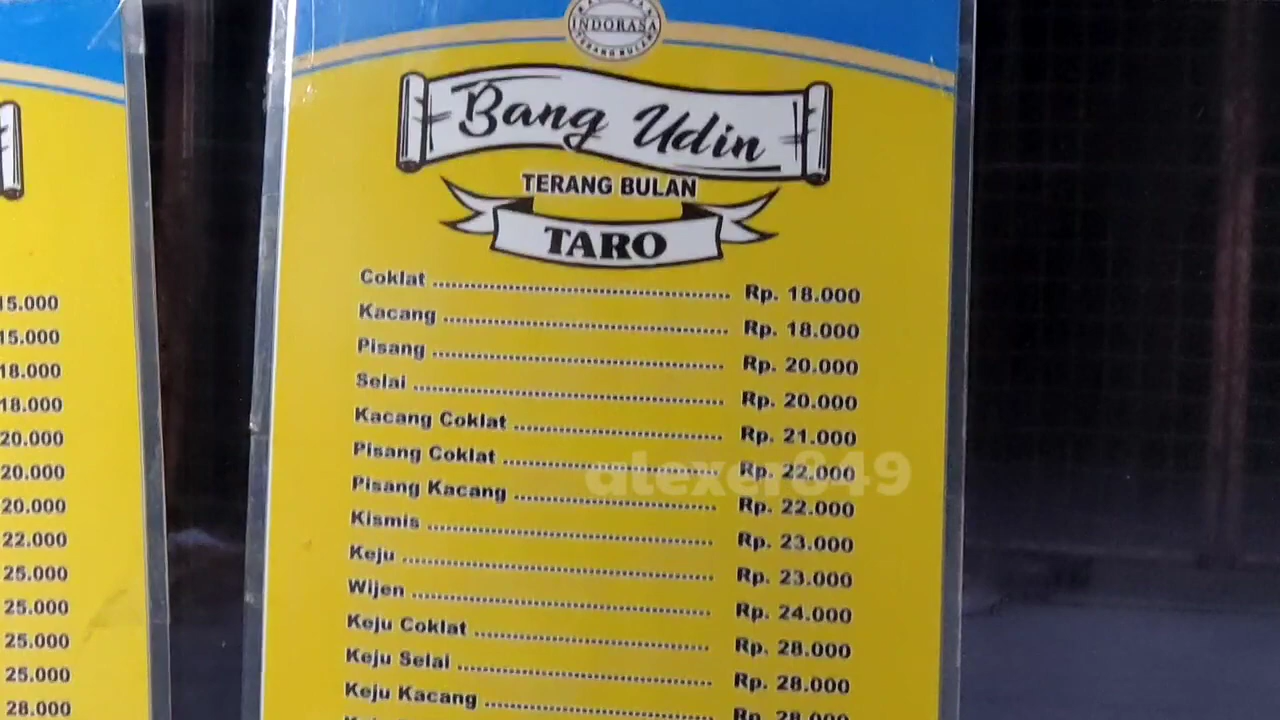 INDORASA
TERANG BULAN
Bang Udin
TERANG BULAN
TARO
Coklat ........ Rp. 18.000
Kacang ........ Rp. 18.000
Pisang ........ Rp. 20.000
Selai ........ Rp. 20.000
Kacang Coklat ........ Rp. 21.000
Pisang Coklat ........ Rp. 22.000
Pisang Kacang ........ Rp. 22.000
Kismis ........ Rp. 23.000
Keju ........ Rp. 23.000
Wijen ........ Rp. 24.000
Keju Coklat ........ Rp. 28.000
Keju Selai ........ Rp. 28.000
Keju Kacang ........ Rp. 28.000
alexer849
15.000
15.000
18.000
18.000
20.000
20.000
20.000
22.000
25.000
25.000
25.000
25.000
28.000